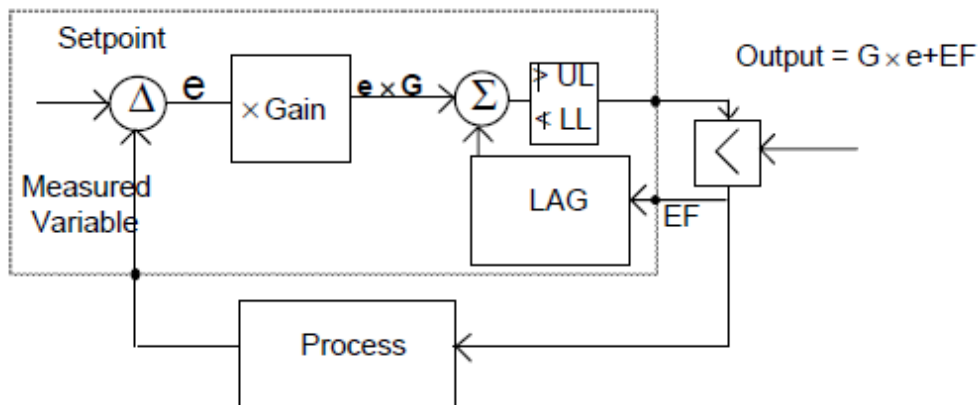 Setpoint
Output = G × e+EF
Δ
e
× Gain
e × G
Σ
> UL
< LL
<
Measured
Variable
LAG
EF
Process